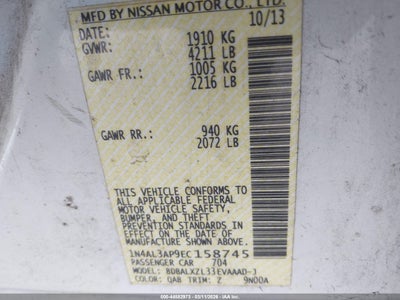 MFD BY NISSAN MOTOR CO., LTD.
DATE: 10/13
GVWR: 1910 KG
4211 LB
GAWR FR.: 1005 KG
2216 LB
GAWR RR.: 940 KG
2072 LB
THIS VEHICLE CONFORMS TO
ALL APPLICABLE FEDERAL
MOTOR VEHICLE SAFETY,
BUMPER, AND THEFT
PREVENTION STANDARDS IN
EFFECT ON THE DATE OF
MANUFACTURE SHOWN ABOVE.
1N4AL3AP9EC158745
PASSENGER CAR 704
MODEL: BDBALXZL33EVAAAD-J
COLOR: QAB TRIM: Z 9N00A